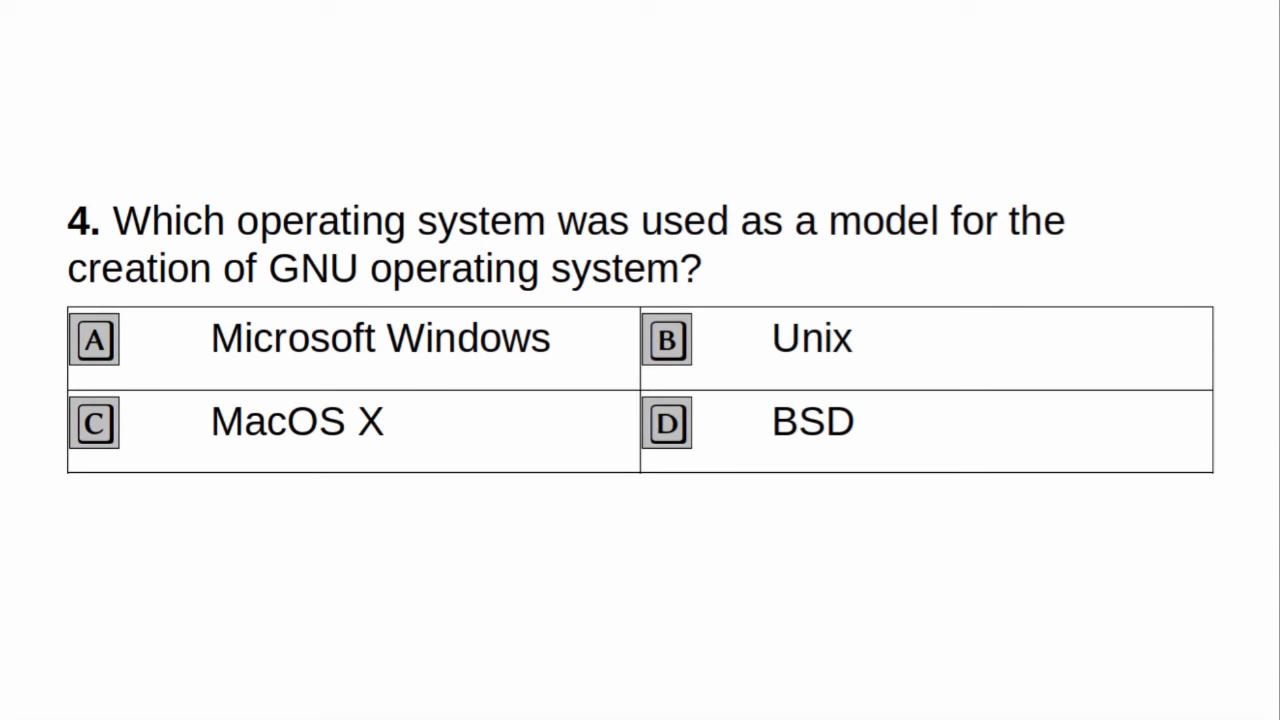 4. Which operating system was used as a model for the
creation of GNU operating system?
A Microsoft Windows B Unix
C MacOS X D BSD